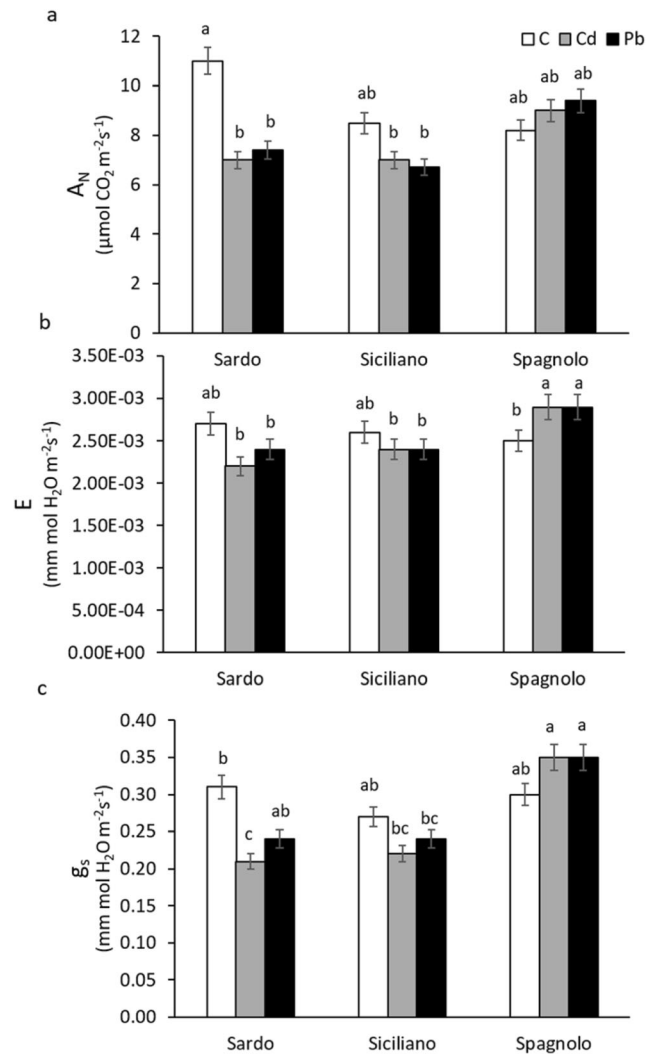 a
C Cd Pb
12
10
8
6
4
2
0
A_N
(µmol CO₂ m⁻²s⁻¹)
a b b ab b b ab ab ab
Sardo Siciliano Spagnolo
b
3.50E-03
3.00E-03
2.50E-03
2.00E-03
1.50E-03
1.00E-03
5.00E-04
0.00E+00
E
(mm mol H₂O m⁻²s⁻¹)
ab b b ab b b b a a
Sardo Siciliano Spagnolo
c
0.40
0.35
0.30
0.25
0.20
0.15
0.10
0.05
0.00
g_s
(mm mol H₂O m⁻²s⁻¹)
b c ab ab bc bc ab a a
Sardo Siciliano Spagnolo